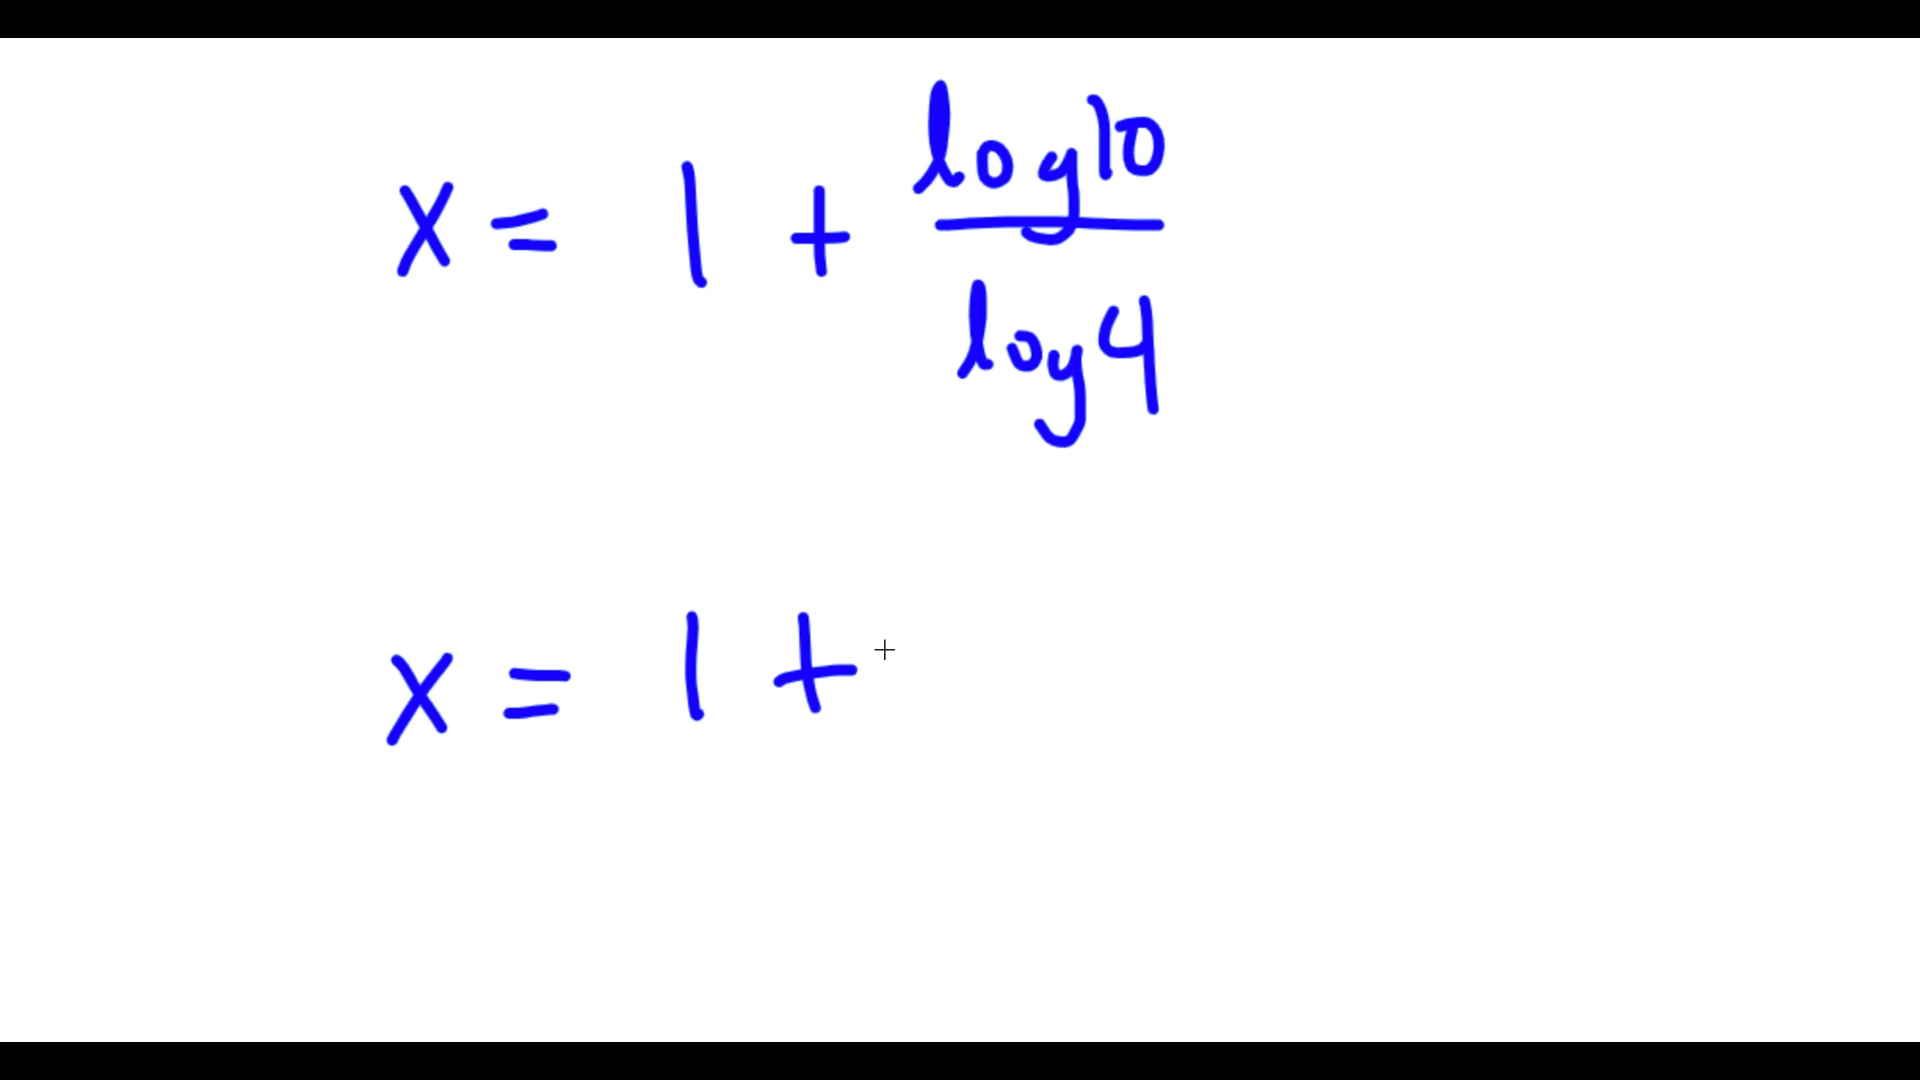 x = 1 + log10/log4
x = 1 +